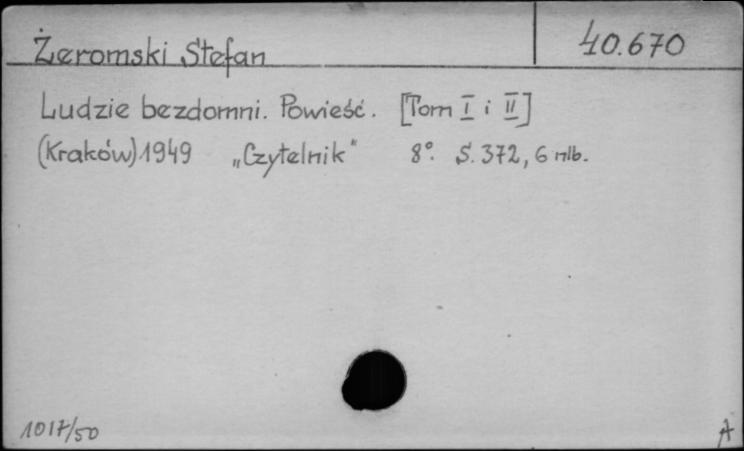 Żeromski Stefan 40.670
Ludzie bezdomni. Powieść. [Tom I i II]
(Kraków) 1949 „Czytelnik" 8°. S. 372, 6 nlb.
1017/50 A